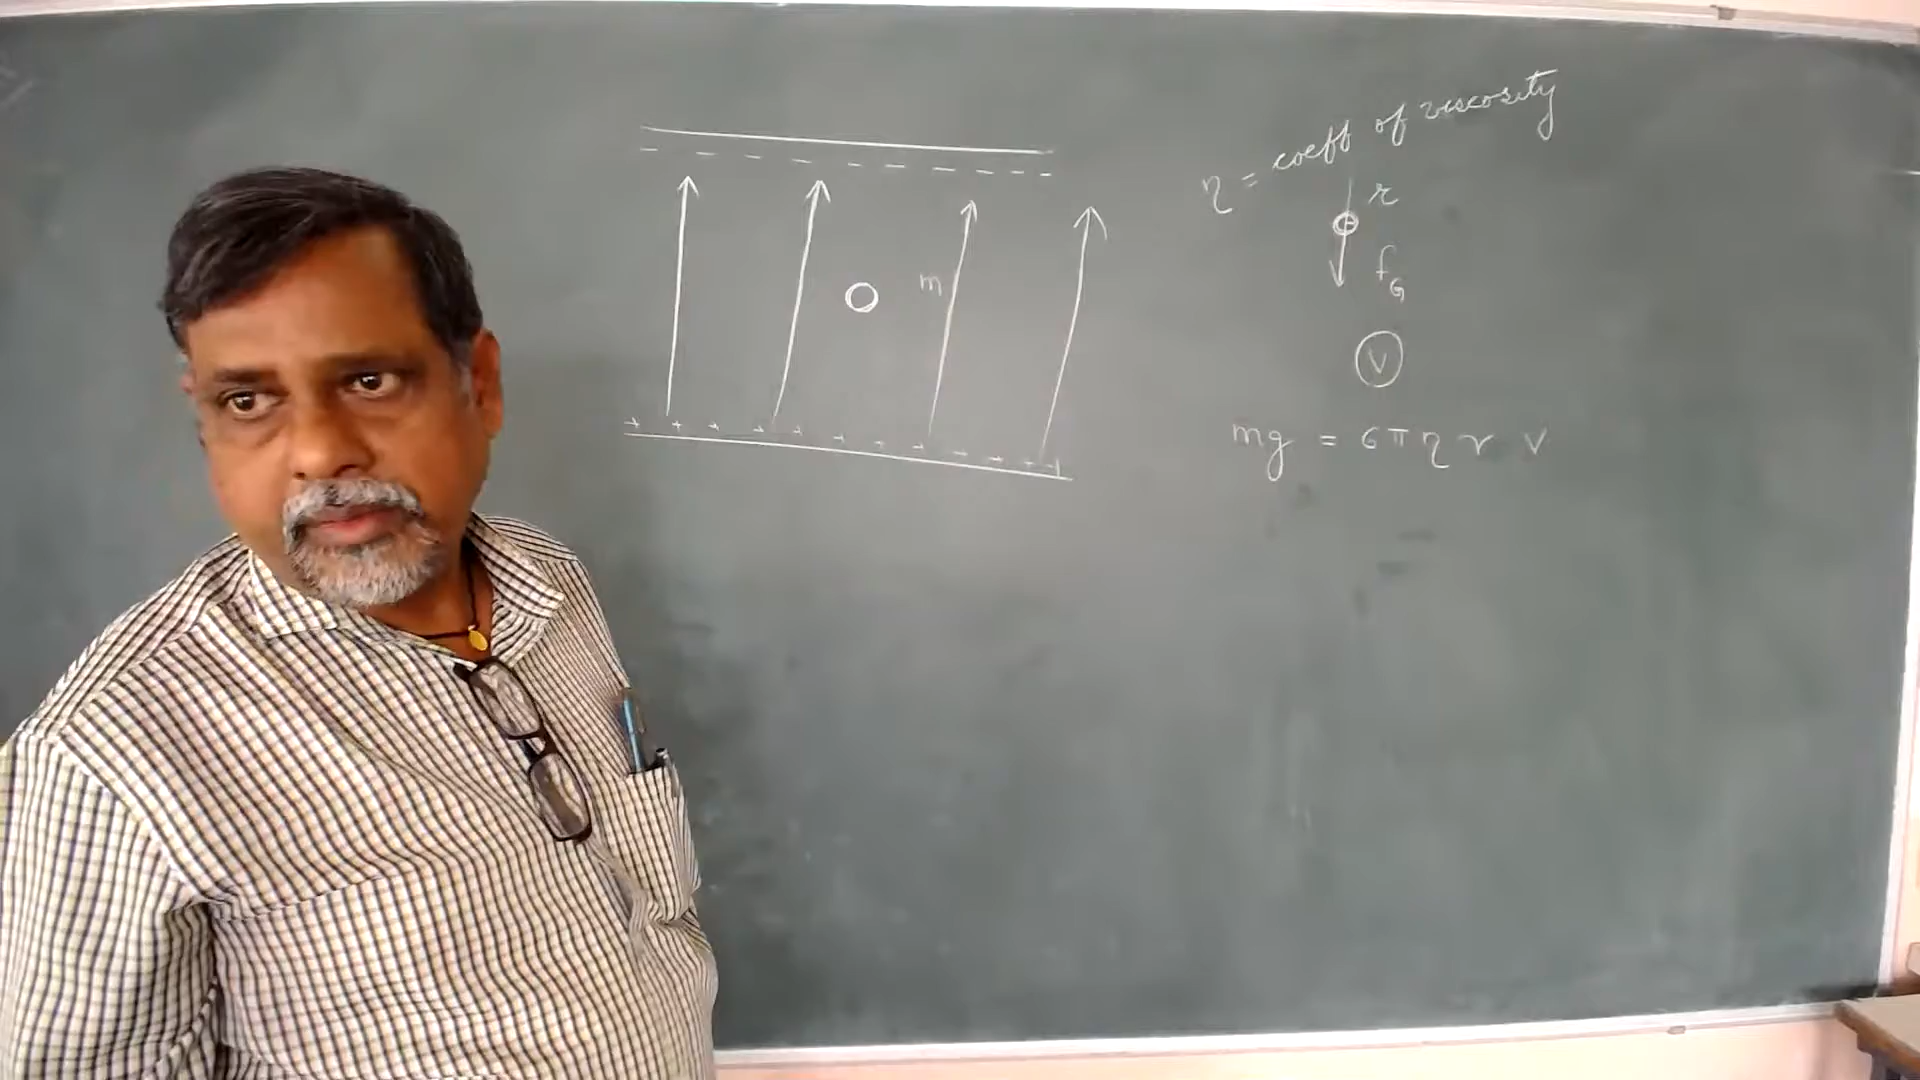 η = coeff of viscosity
r
f_G
m
V
mg = 6πηrv